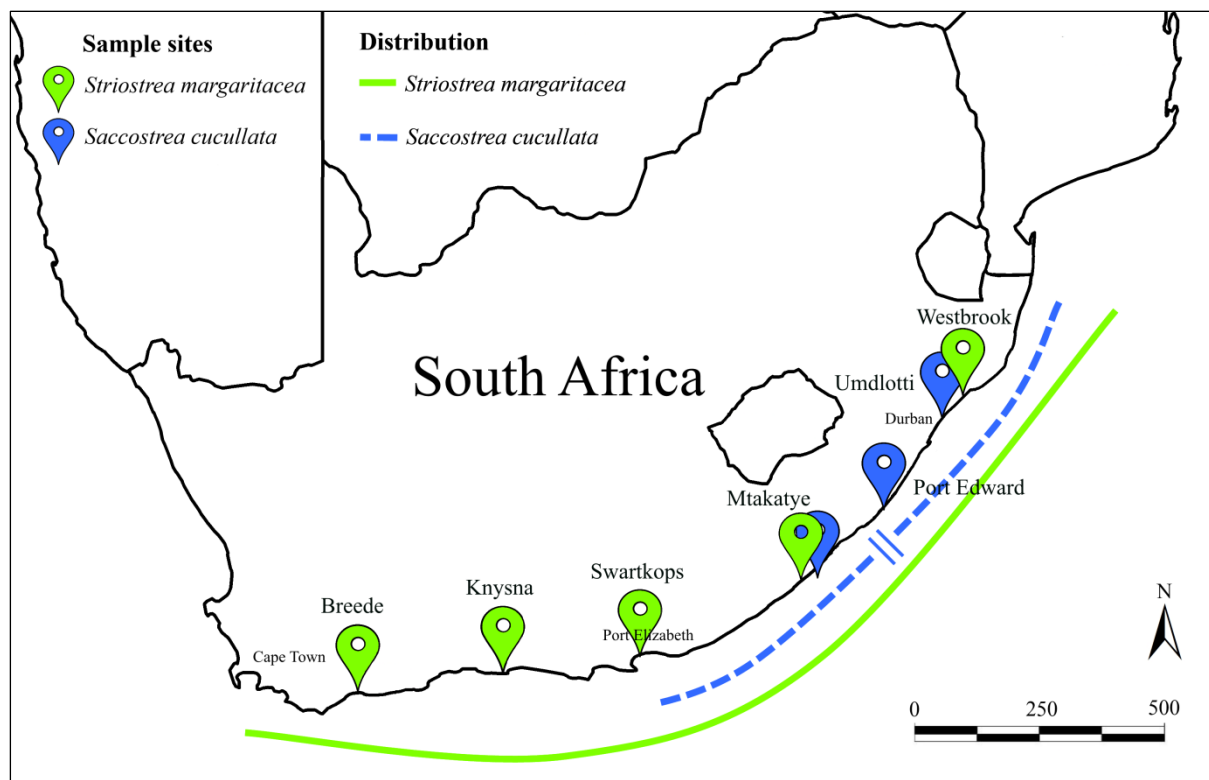 Sample sites
Striostrea margaritacea
Saccostrea cucullata
Distribution
Striostrea margaritacea
Saccostrea cucullata
Westbrook
South Africa
Umdlotti
Durban
Port Edward
Mtakatye
Swartkops
Knysna
Breede
Port Elizabeth
Cape Town
N
0 250 500